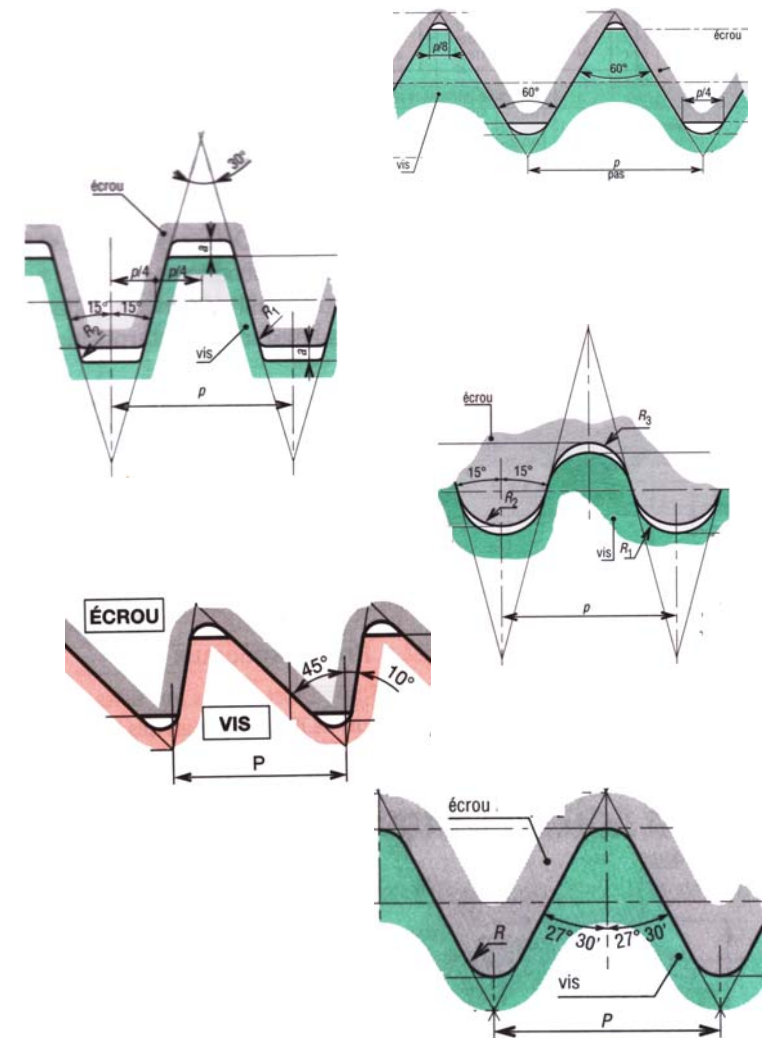 p/8
écrou
60°
60°
p/4
vis
p
pas
30°
écrou
a
p/4
p/4
15°
15°
R2
R1
vis
a
p
écrou
R3
15°
15°
R2
vis
R1
p
ÉCROU
45°
10°
VIS
P
écrou
27° 30'
27° 30'
R
vis
P